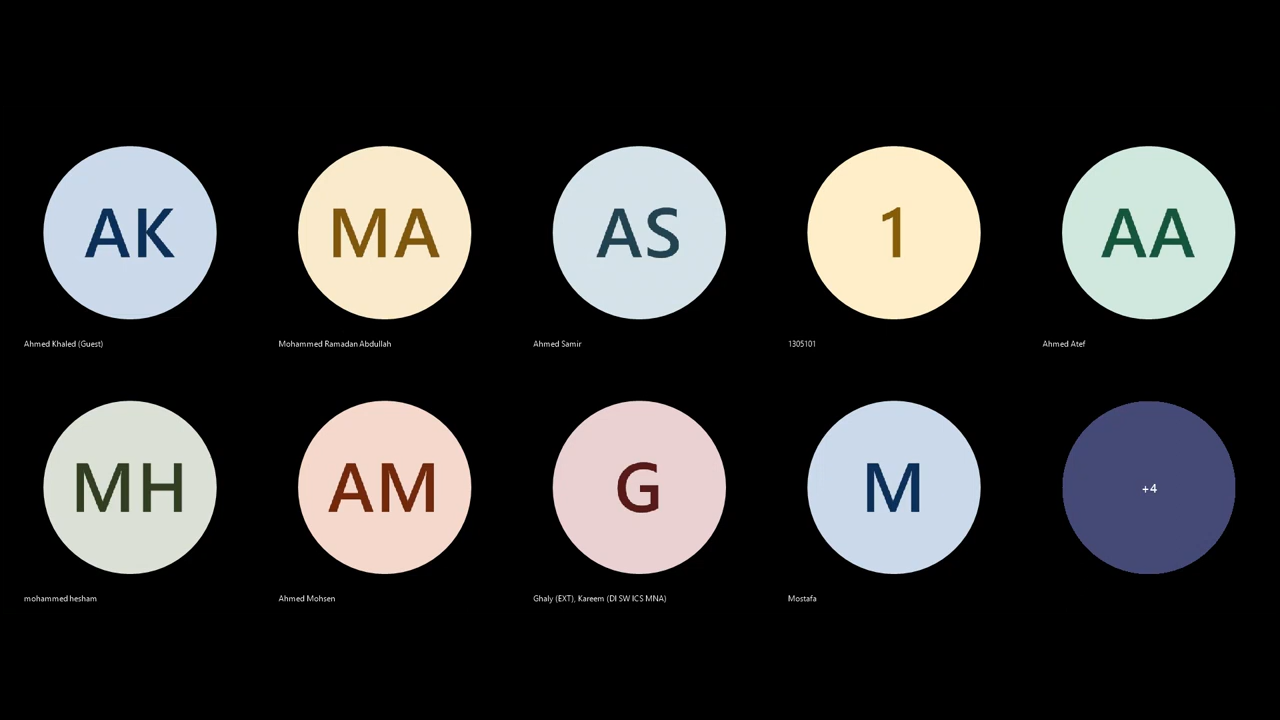 AK
MA
AS
1
AA
Ahmed Khaled (Guest)
Mohammed Ramadan Abdullah
Ahmed Samir
1305101
Ahmed Atef
MH
AM
G
M
+4
mohammed hesham
Ahmed Mohsen
Ghaly (EXT), Kareem (DI SW ICS MNA)
Mostafa